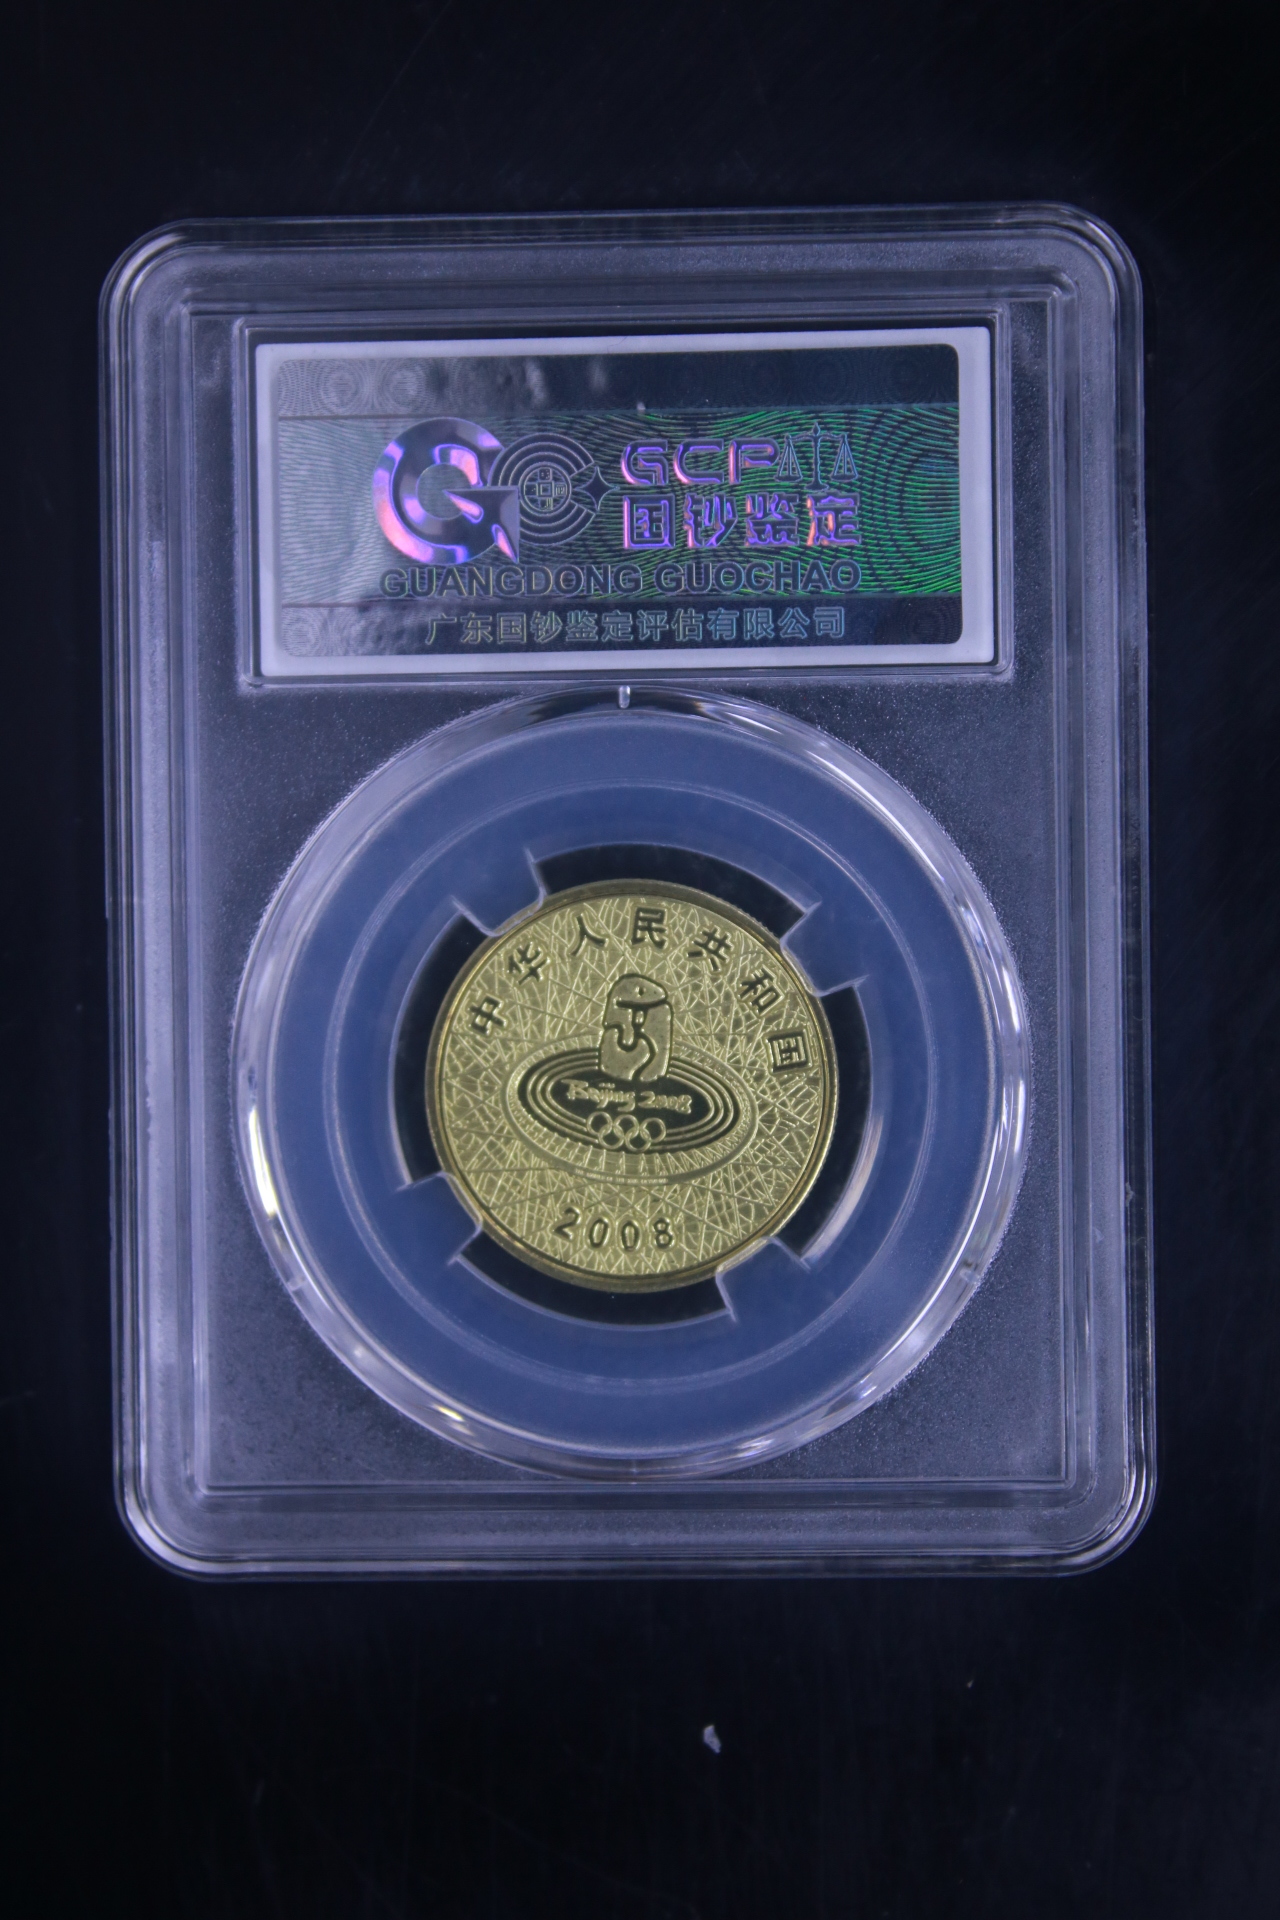 GCP
国钞鉴定
GUANGDONG GUOCHAO
广东国钞鉴定评估有限公司
中华人民共和国
Beijing 2008
2008